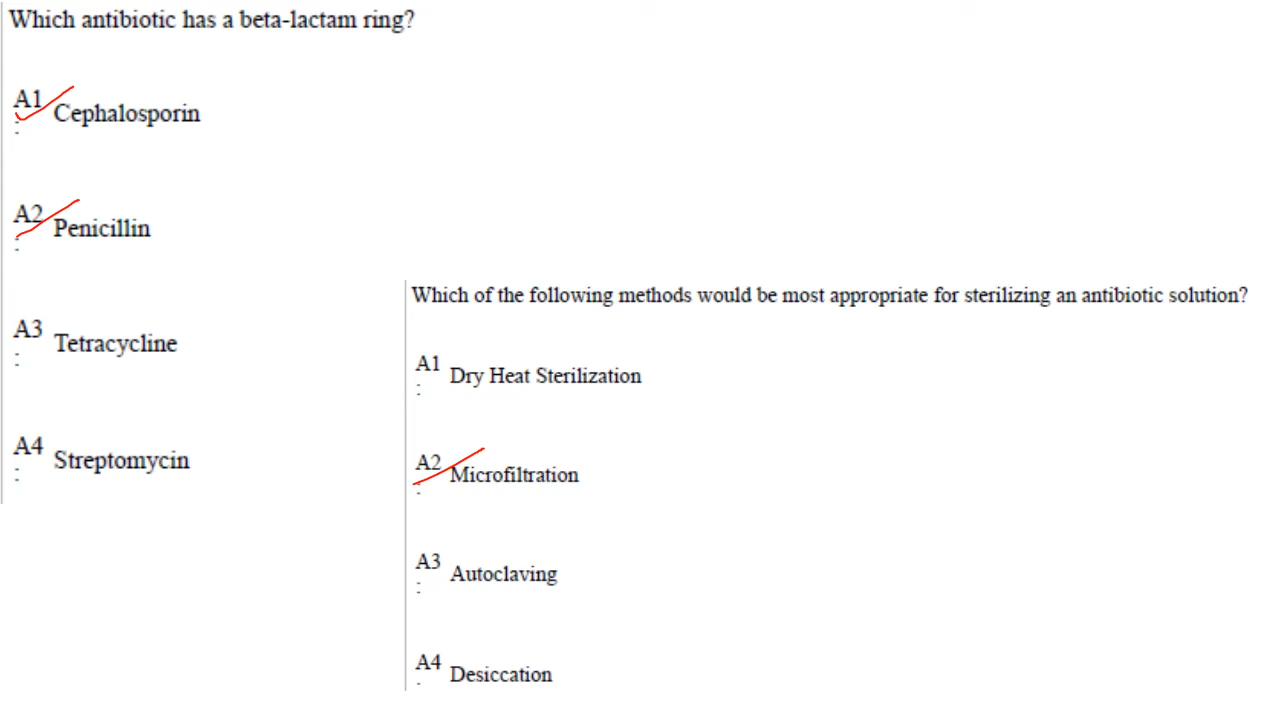 Which antibiotic has a beta-lactam ring?
A1
:
Cephalosporin
A2
:
Penicillin
A3
:
Tetracycline
A4
:
Streptomycin
Which of the following methods would be most appropriate for sterilizing an antibiotic solution?
A1
:
Dry Heat Sterilization
A2
:
Microfiltration
A3
:
Autoclaving
A4
:
Desiccation